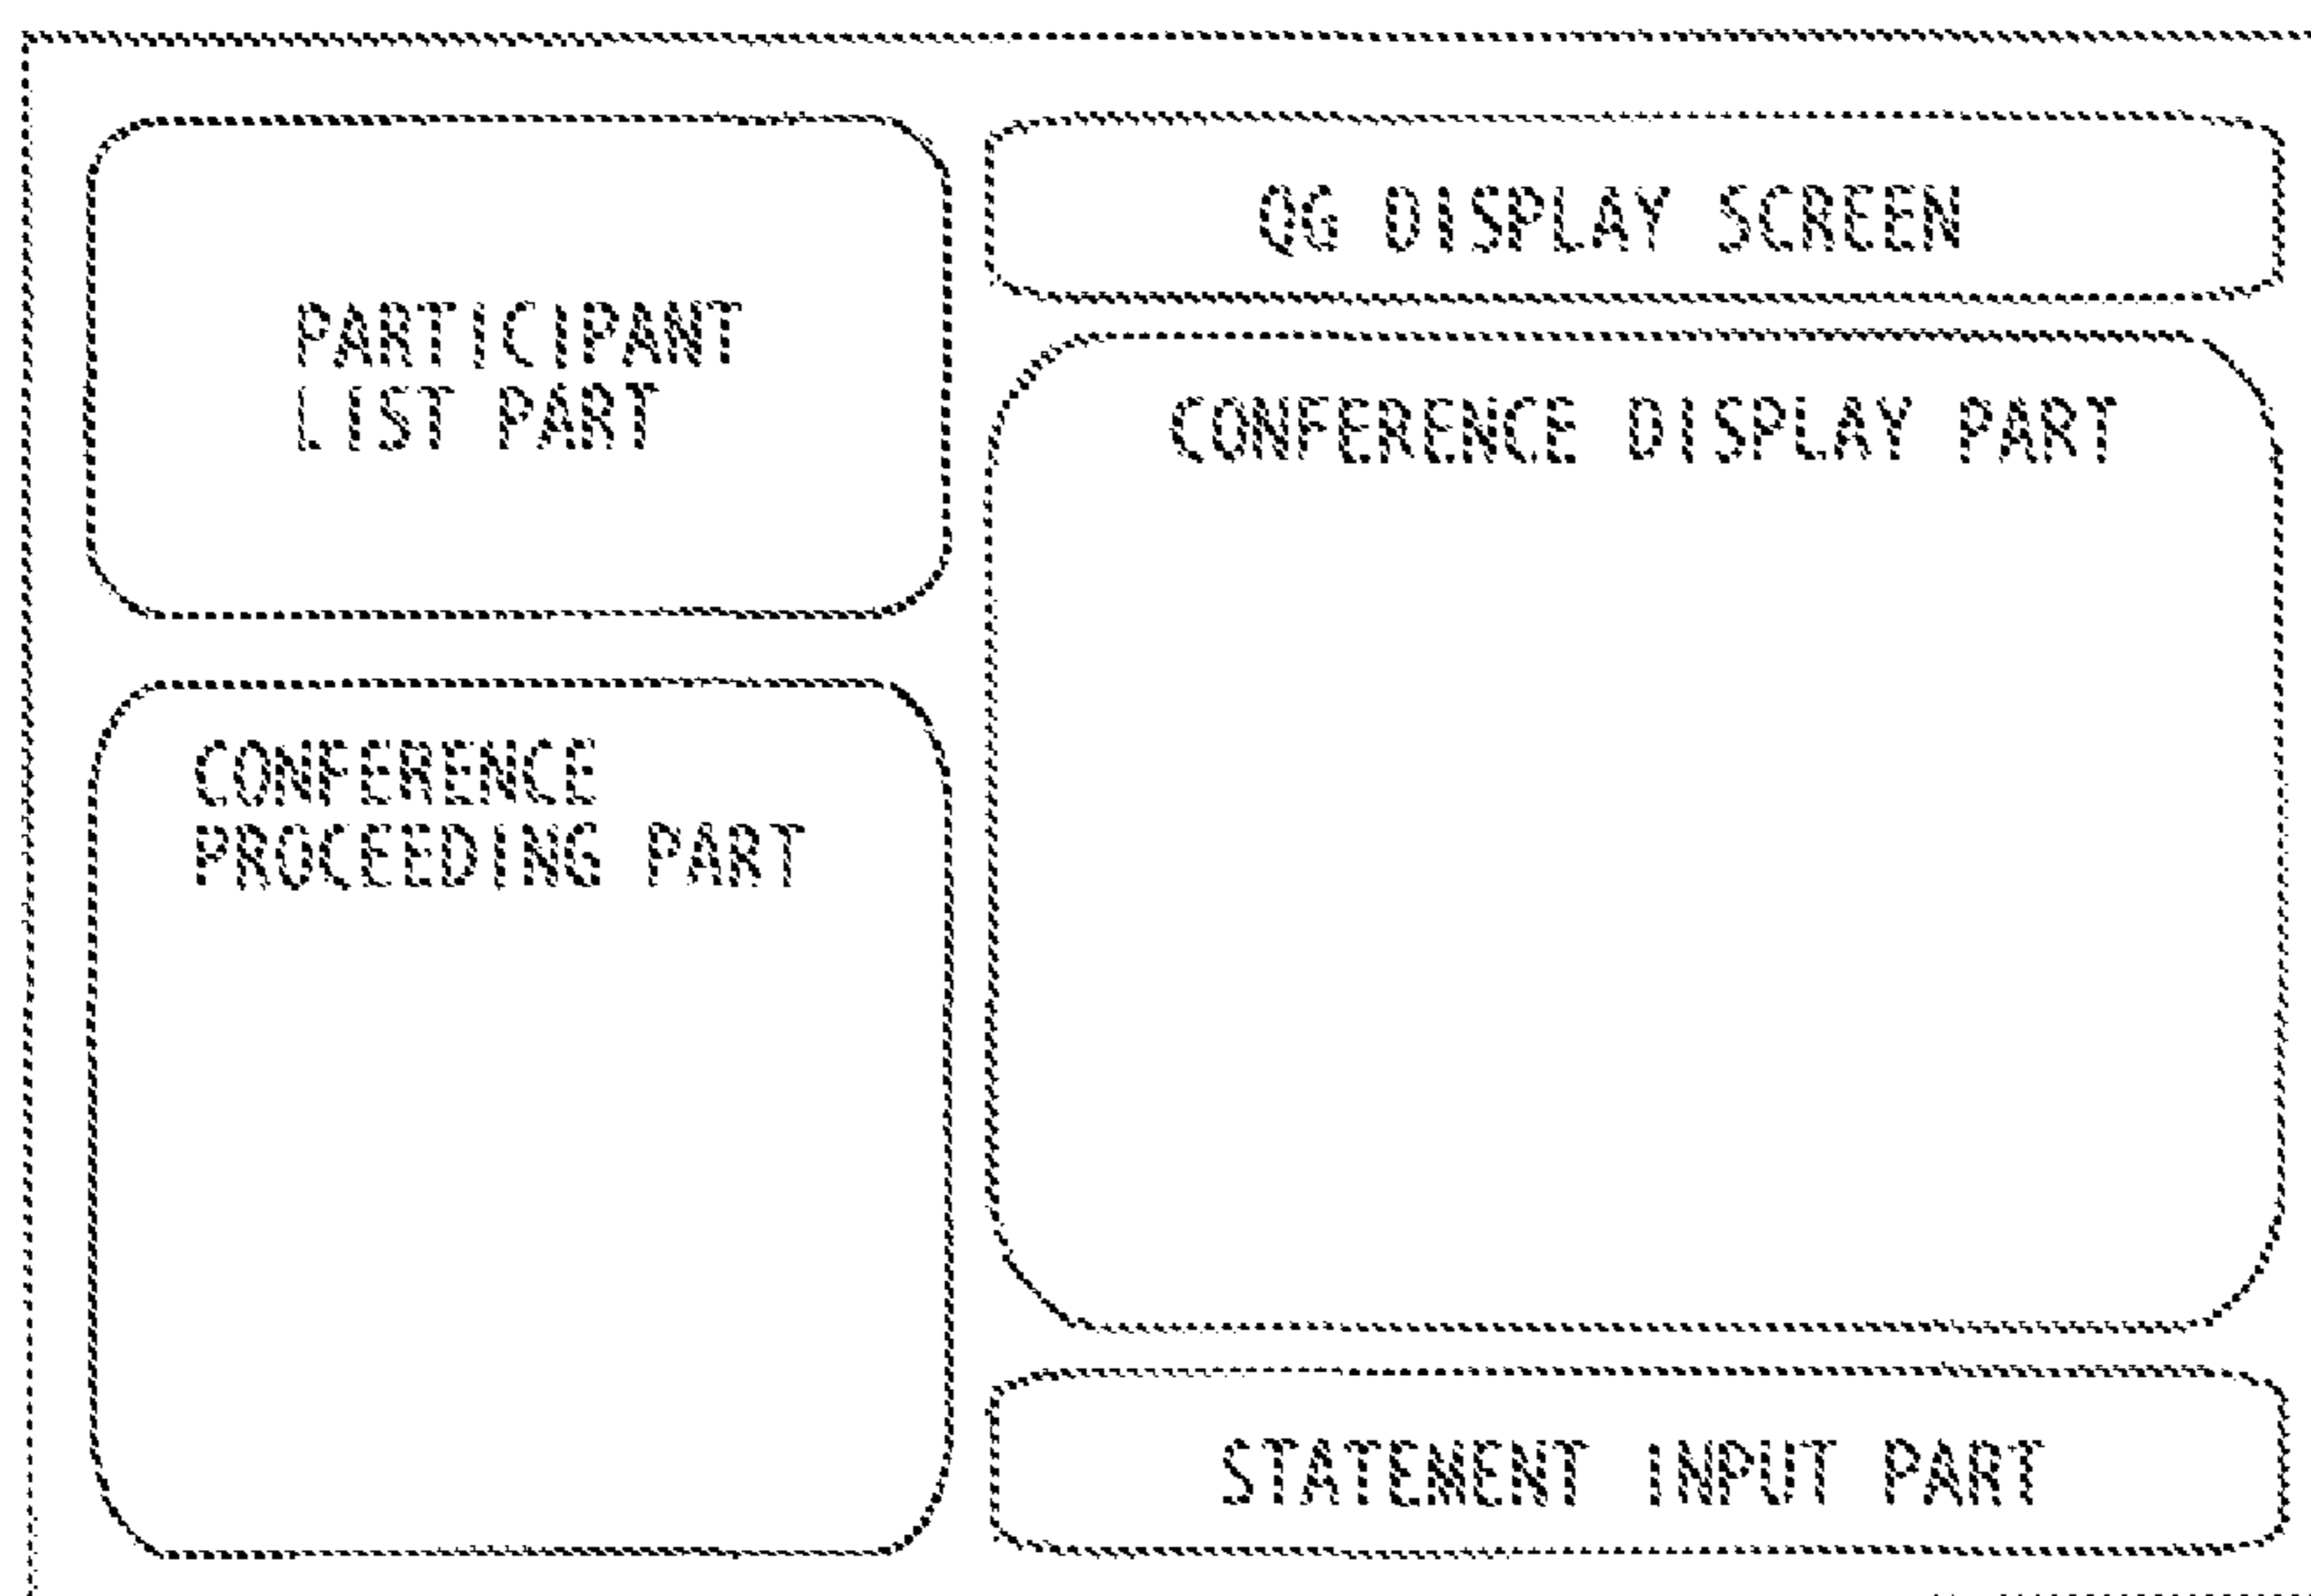 PARTICIPANT
LIST PART
QG DISPLAY SCREEN
CONFERENCE DISPLAY PART
CONFERENCE
PROCEEDING PART
STATEMENT INPUT PART